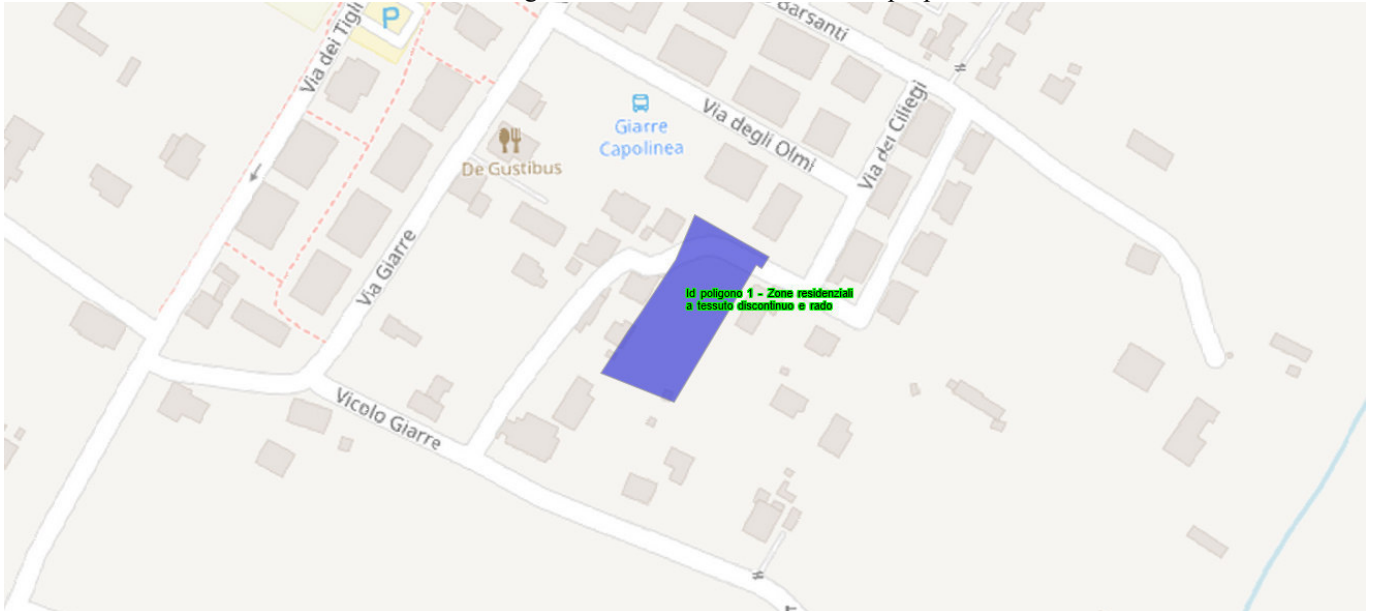 P
Via dei Tigli
Barsanti
Via degli Olmi
Via dei Ciliegi
Giarre
Capolinea
De Gustibus
Via Giarre
Id poligono 1 - Zone residenziali
a tessuto discontinuo e rado
Vicolo Giarre